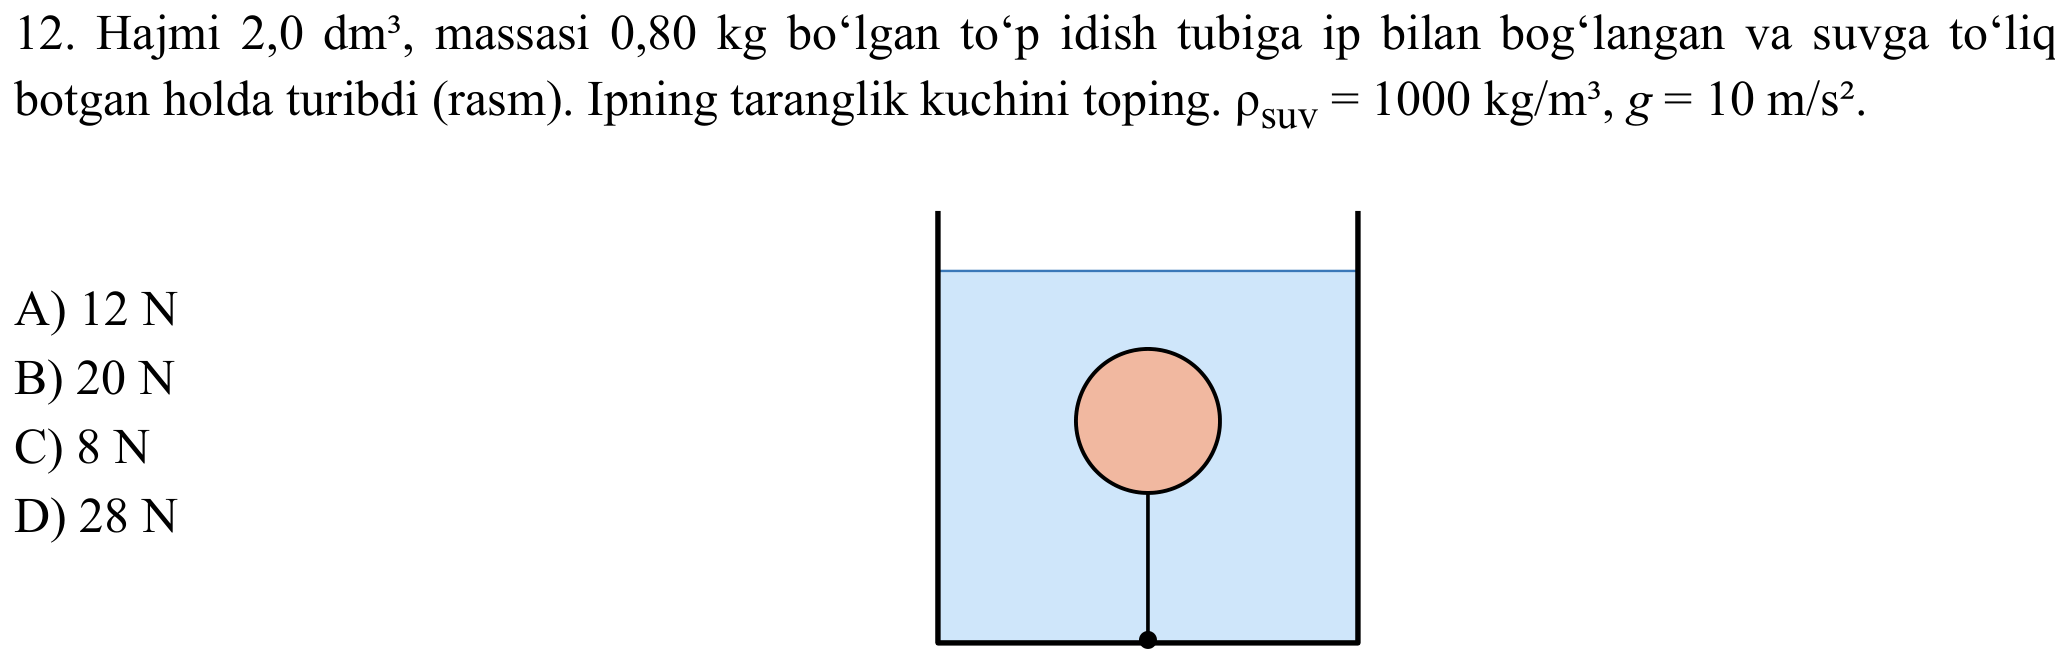 12. Hajmi 2,0 dm³, massasi 0,80 kg bo‘lgan to‘p idish tubiga ip bilan bog‘langan va suvga to‘liq
botgan holda turibdi (rasm). Ipning taranglik kuchini toping. ρ_suv = 1000 kg/m³, g = 10 m/s².
A) 12 N
B) 20 N
C) 8 N
D) 28 N